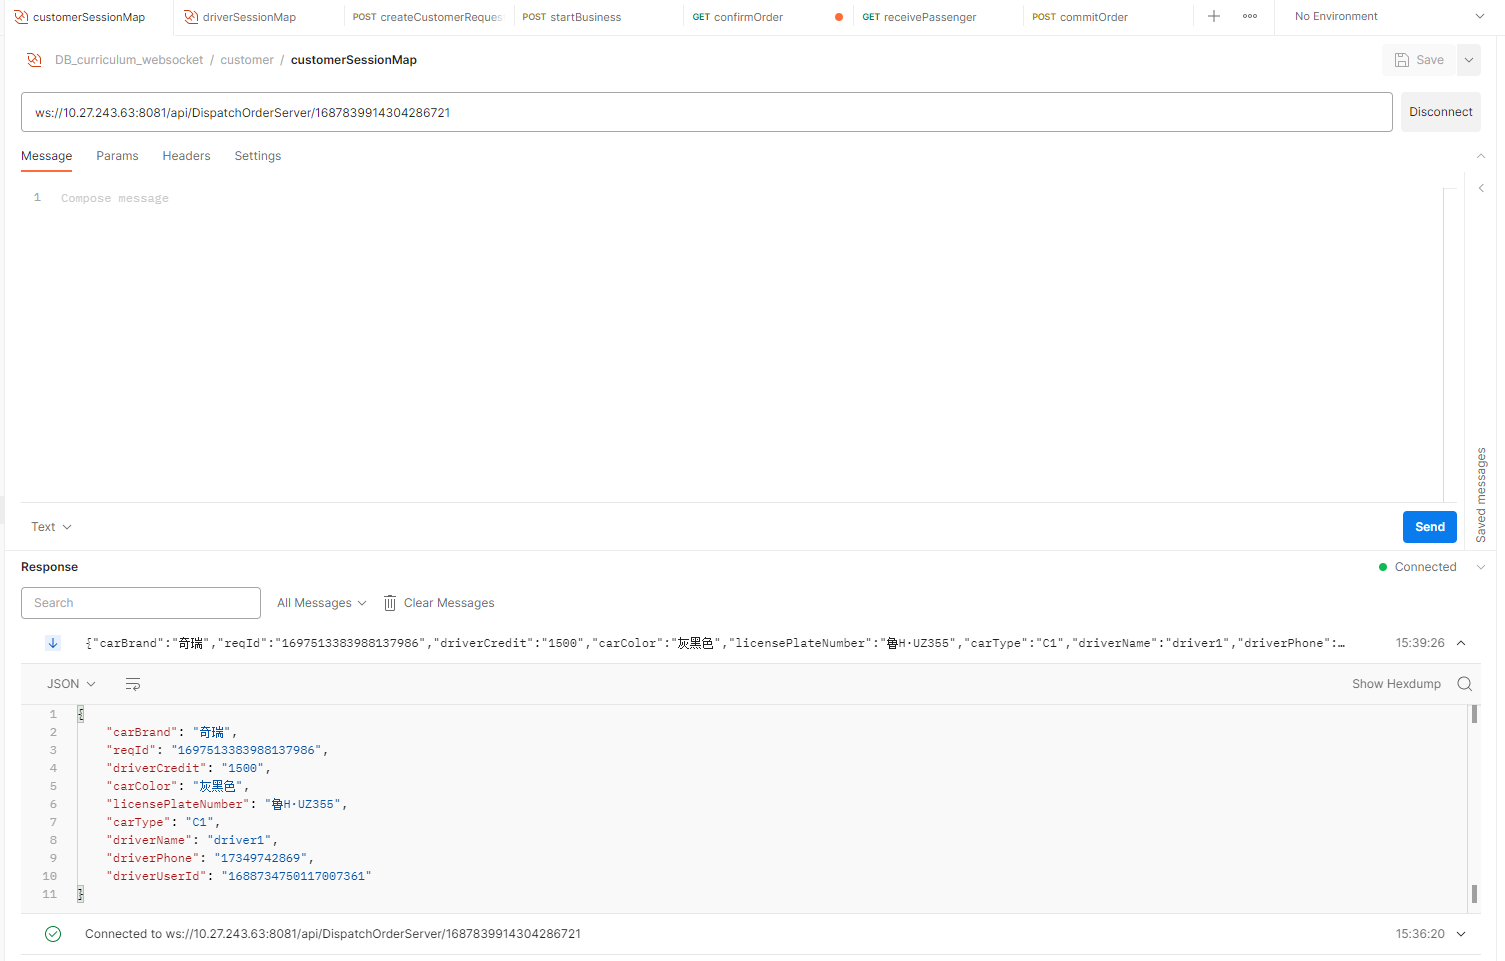 customerSessionMap
driverSessionMap
POST createCustomerReques
POST startBusiness
GET confirmOrder
GET receivePassenger
POST commitOrder
No Environment
DB_curriculum_websocket / customer / customerSessionMap
Save
ws://10.27.243.63:8081/api/DispatchOrderServer/1687839914304286721
Disconnect
Message Params Headers Settings
1 Compose message
Saved messages
Text
Send
Response
Connected
Search
All Messages
Clear Messages
{"carBrand":"奇瑞","reqId":"1697513383988137986","driverCredit":"1500","carColor":"灰黑色","licensePlateNumber":"鲁H·UZ355","carType":"C1","driverName":"driver1","driverPhone":…
15:39:26
JSON
Show Hexdump
1 {
2 "carBrand": "奇瑞",
3 "reqId": "1697513383988137986",
4 "driverCredit": "1500",
5 "carColor": "灰黑色",
6 "licensePlateNumber": "鲁H·UZ355",
7 "carType": "C1",
8 "driverName": "driver1",
9 "driverPhone": "17349742869",
10 "driverUserId": "1688734750117007361"
11 }
Connected to ws://10.27.243.63:8081/api/DispatchOrderServer/1687839914304286721
15:36:20